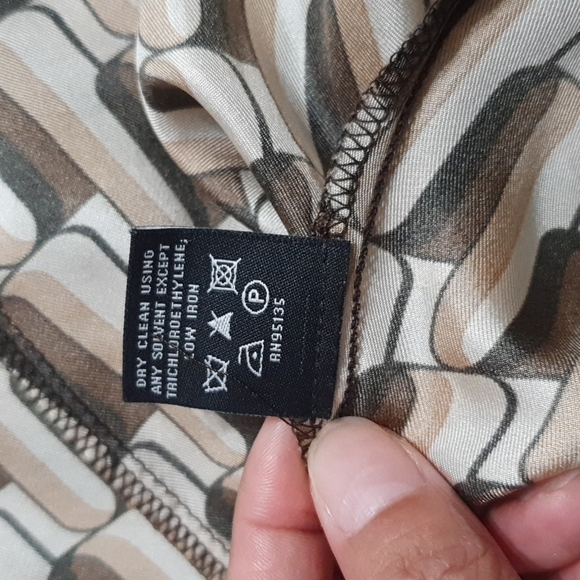 DRY CLEAN USING
ANY SOLVENT EXCEPT
TRICHLOROETHYLENE;
LOW IRON
P
RN95135